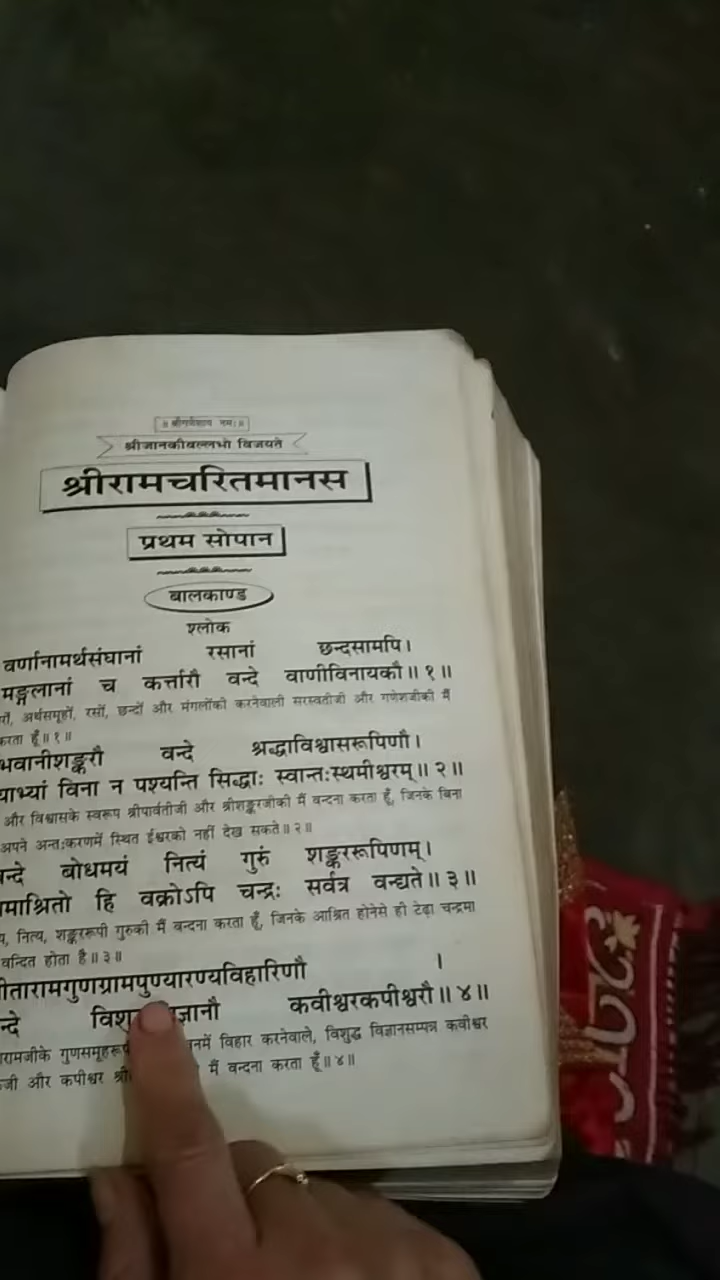 ॥ श्रीगणेशाय नमः॥
श्रीजानकीवल्लभो विजयते
श्रीरामचरितमानस
प्रथम सोपान
बालकाण्ड
श्लोक
वर्णानामर्थसंघानां रसानां छन्दसामपि।
मङ्गलानां च कर्त्तारौ वन्दे वाणीविनायकौ॥१॥
अर्थसमूहों, रसों, छन्दों और मंगलोंकी करनेवाली सरस्वतीजी और गणेशजीकी मैं
करता हूँ॥१॥
भवानीशङ्करौ वन्दे श्रद्धाविश्वासरूपिणौ।
याभ्यां विना न पश्यन्ति सिद्धाः स्वान्तःस्थमीश्वरम्॥२॥
और विश्वासके स्वरूप श्रीपार्वतीजी और श्रीशङ्करजीकी मैं वन्दना करता हूँ, जिनके बिना
अपने अन्तःकरणमें स्थित ईश्वरको नहीं देख सकते॥२॥
वन्दे बोधमयं नित्यं गुरुं शङ्कररूपिणम्।
माश्रितो हि वक्रोऽपि चन्द्रः सर्वत्र वन्द्यते॥३॥
नित्य, शङ्कररूपी गुरुकी मैं वन्दना करता हूँ, जिनके आश्रित होनेसे ही टेढ़ा चन्द्रमा
वन्दित होता है॥३॥
तारामगुणग्रामपुण्यारण्यविहारिणौ ।
न्दे कवीश्वरकपीश्वरौ॥४॥
रामजीके वनमें विहार करनेवाले, विशुद्ध विज्ञानसम्पन्न कवीश्वर
जी और कपीश्वर मैं वन्दना करता हूँ॥४॥